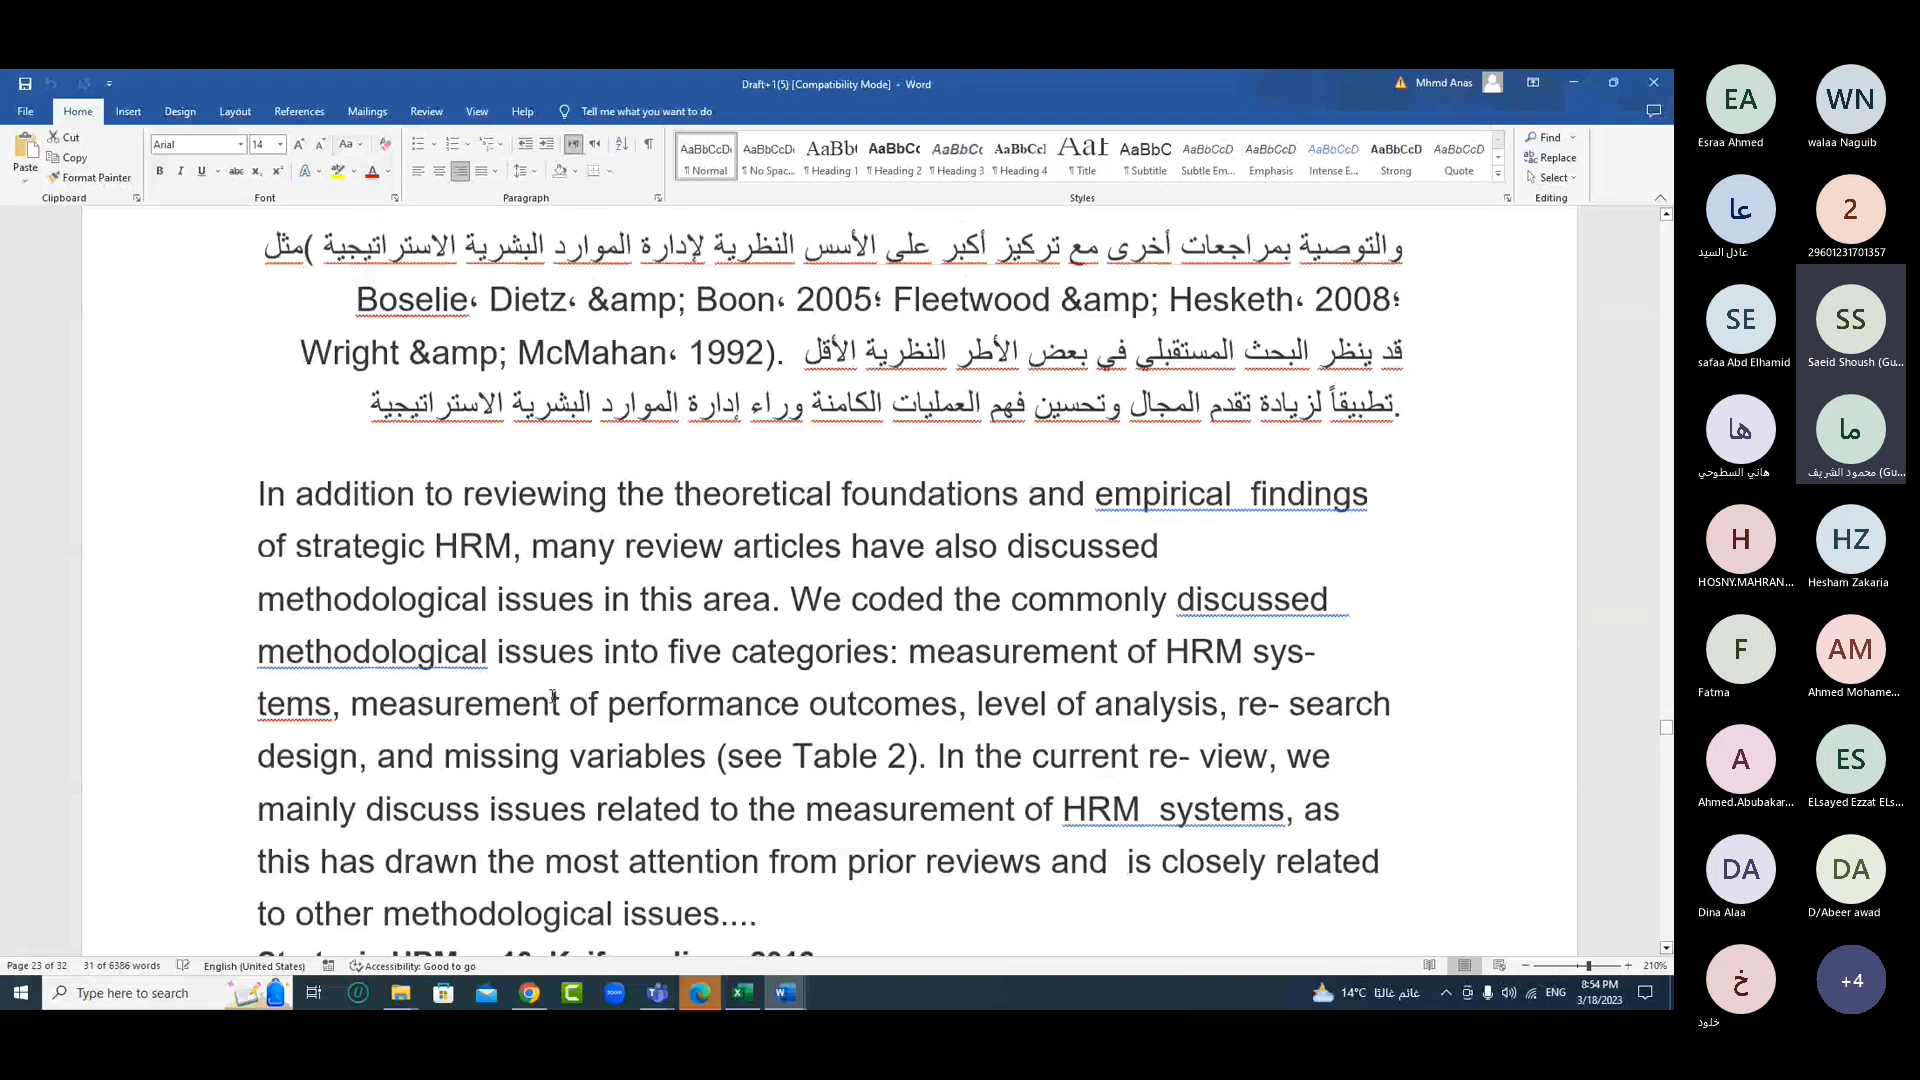 Draft+1(5) [Compatibility Mode] - Word
Mhmd Anas
File Home Insert Design Layout References Mailings Review View Help Tell me what you want to do
Paste
Cut
Copy
Format Painter
Clipboard
Arial 14
Font
Paragraph
AaBbCcDc AaBbCcDc AaBb( AaBbCc AaBbCc AaBbCc] AaBbC AaBbCcD AaBbCcD AaBbCcD AaBbCcD AaBbCcD
¶ Normal ¶ No Spac... ¶ Heading 1 ¶ Heading 2 ¶ Heading 3 ¶ Heading 4 ¶ Title ¶ Subtitle Subtle Em... Emphasis Intense E... Strong Quote
Styles
Find
Replace
Select
Editing
والتوصية بمراجعات أخرى مع تركيز أكبر على الأسس النظرية لإدارة الموارد البشرية الاستراتيجية )مثل
Boselie، Dietz، &amp; Boon، 2005؛ Fleetwood &amp; Hesketh، 2008؛
Wright &amp; McMahan، 1992). قد ينظر البحث المستقبلي في بعض الأطر النظرية الأقل
تطبيقاً لزيادة تقدم المجال وتحسين فهم العمليات الكامنة وراء إدارة الموارد البشرية الاستراتيجية.
In addition to reviewing the theoretical foundations and empirical findings
of strategic HRM, many review articles have also discussed
methodological issues in this area. We coded the commonly discussed
methodological issues into five categories: measurement of HRM sys-
tems, measurement of performance outcomes, level of analysis, re- search
design, and missing variables (see Table 2). In the current re- view, we
mainly discuss issues related to the measurement of HRM systems, as
this has drawn the most attention from prior reviews and is closely related
to other methodological issues....
Page 23 of 32 31 of 6386 words English (United States) Accessibility: Good to go 210%
Type here to search
14°C غائم غالبًا
ENG
8:54 PM
3/18/2023
EA
Esraa Ahmed
WN
walaa Naguib
عا
عادل السيد
2
29601231701357
SE
safaa Abd Elhamid
SS
Saeid Shoush (Gu...
ها
هاني السطوحي
ما
محمود الشريف (Gu...
H
HOSNY.MAHRAN...
HZ
Hesham Zakaria
F
Fatma
AM
Ahmed Mohame...
A
Ahmed.Abubakar...
ES
ELsayed Ezzat ELs...
DA
Dina Alaa
DA
D/Abeer awad
خ
خلود
+4